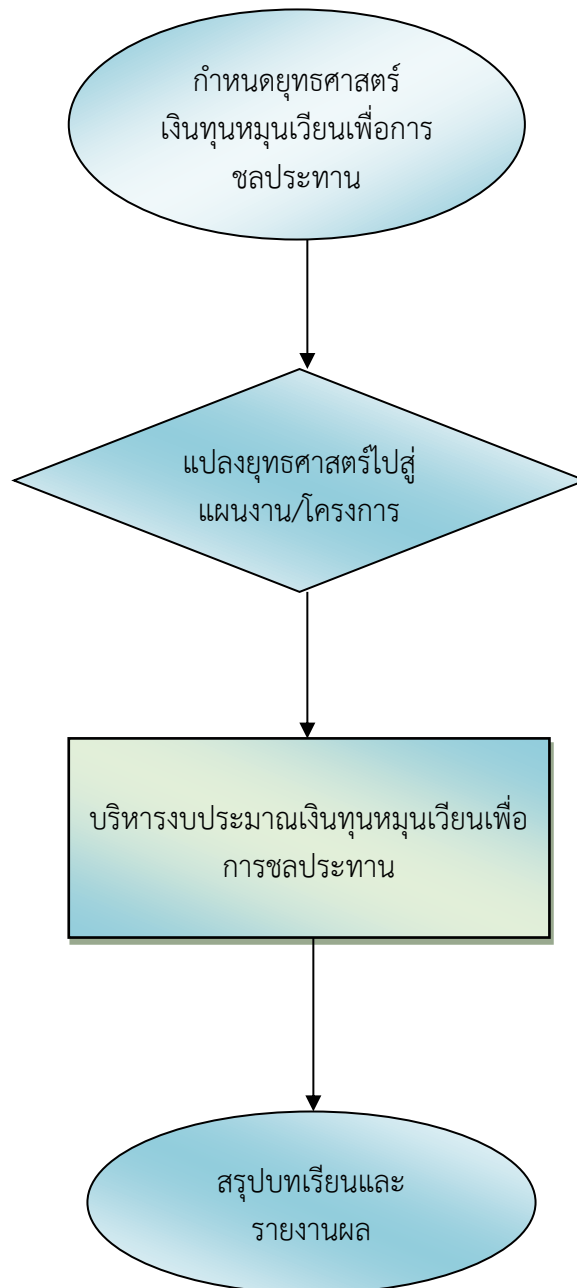 กำหนดยุทธศาสตร์
เงินทุนหมุนเวียนเพื่อการ
ชลประทาน
แปลงยุทธศาสตร์ไปสู่
แผนงาน/โครงการ
บริหารงบประมาณเงินทุนหมุนเวียนเพื่อ
การชลประทาน
สรุปบทเรียนและ
รายงานผล